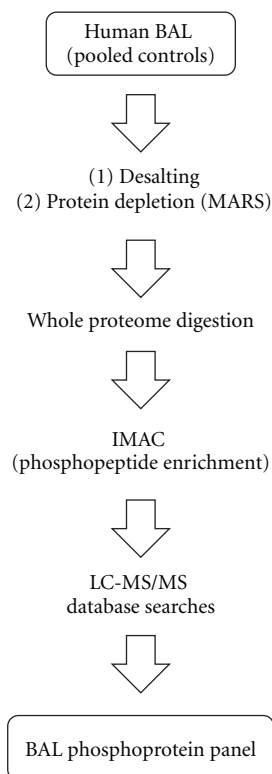 Human BAL
(pooled controls)
(1) Desalting
(2) Protein depletion (MARS)
Whole proteome digestion
IMAC
(phosphopeptide enrichment)
LC-MS/MS
database searches
BAL phosphoprotein panel